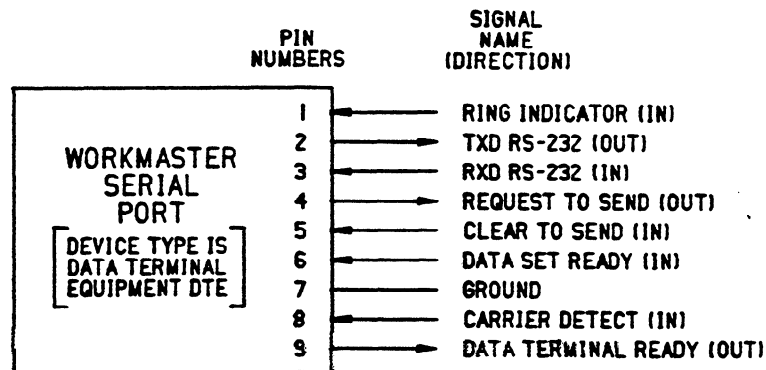 PIN
NUMBERS
SIGNAL
NAME
(DIRECTION)
WORKMASTER
SERIAL
PORT
[DEVICE TYPE IS
DATA TERMINAL
EQUIPMENT DTE]
1 RING INDICATOR (IN)
2 TXD RS-232 (OUT)
3 RXD RS-232 (IN)
4 REQUEST TO SEND (OUT)
5 CLEAR TO SEND (IN)
6 DATA SET READY (IN)
7 GROUND
8 CARRIER DETECT (IN)
9 DATA TERMINAL READY (OUT)